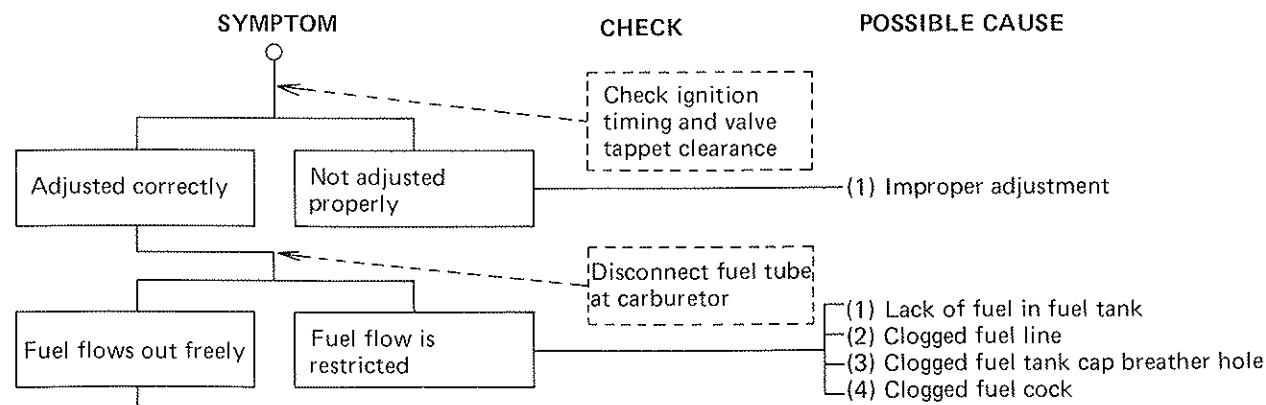 SYMPTOM CHECK POSSIBLE CAUSE
Check ignition
timing and valve
tappet clearance
Adjusted correctly
Not adjusted
properly
(1) Improper adjustment
Disconnect fuel tube
at carburetor
Fuel flows out freely
Fuel flow is
restricted
(1) Lack of fuel in fuel tank
(2) Clogged fuel line
(3) Clogged fuel tank cap breather hole
(4) Clogged fuel cock